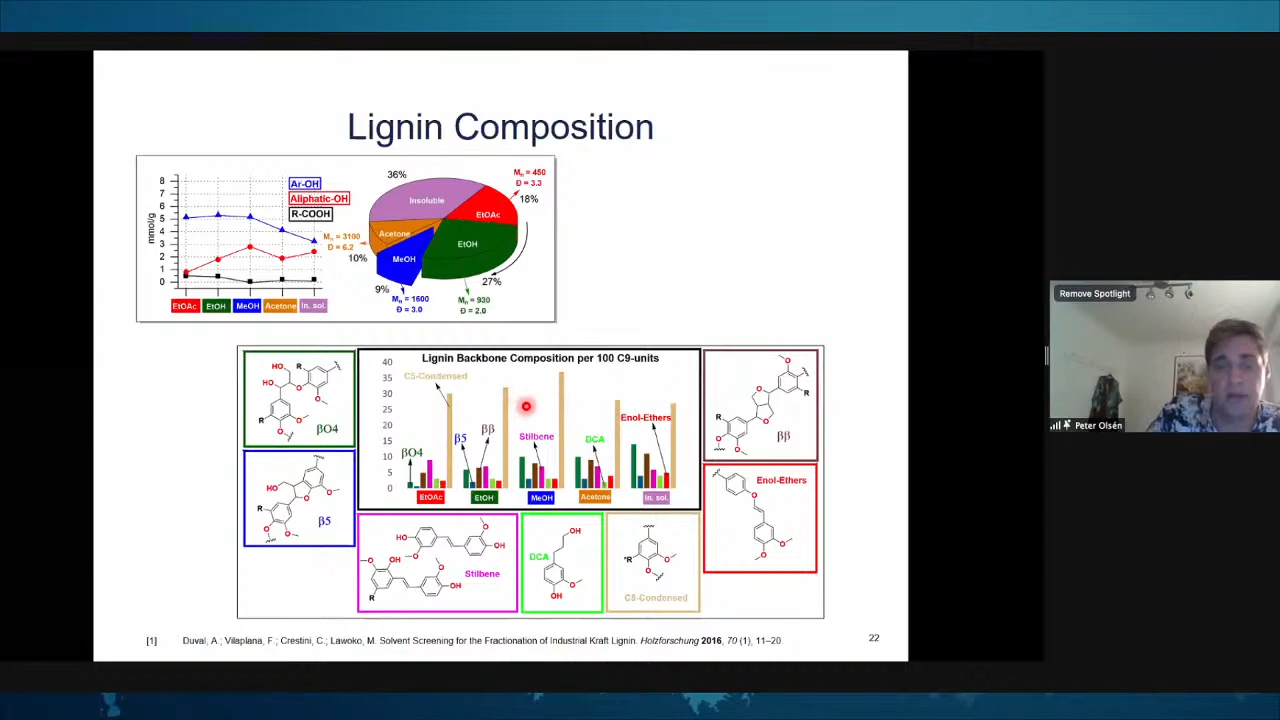 Lignin Composition
8
7
6
5
4
3
2
1
0
mmol/g
Ar-OH
Aliphatic-OH
R-COOH
EtOAc
EtOH
MeOH
Acetone
In. sol.
36%
Insoluble
Mn = 450
Đ = 3.3
18%
EtOAc
EtOH
Acetone
MeOH
Mn = 3100
Đ = 6.2
10%
9%
27%
Mn = 1600
Đ = 3.0
Mn = 930
Đ = 2.0
Remove Spotlight
Peter Olsén
Lignin Backbone Composition per 100 C9-units
40
35
30
25
20
15
10
5
0
C5-Condensed
βO4
β5
ββ
Stilbene
DCA
Enol-Ethers
EtOAc
EtOH
MeOH
Acetone
In. sol.
HO
R
O
HO
O
R
O
O
βO4
HO
O
O
R
O
O
β5
O
O
R
O
R
O
O
O
ββ
Enol-Ethers
O
O
O
O
HO
O
OH
O
OH
O
OH
R
Stilbene
OH
DCA
O
OH
*R
O
O
C5-Condensed
[1] Duval, A.; Vilaplana, F.; Crestini, C.; Lawoko, M. Solvent Screening for the Fractionation of Industrial Kraft Lignin. Holzforschung 2016, 70 (1), 11–20.
22